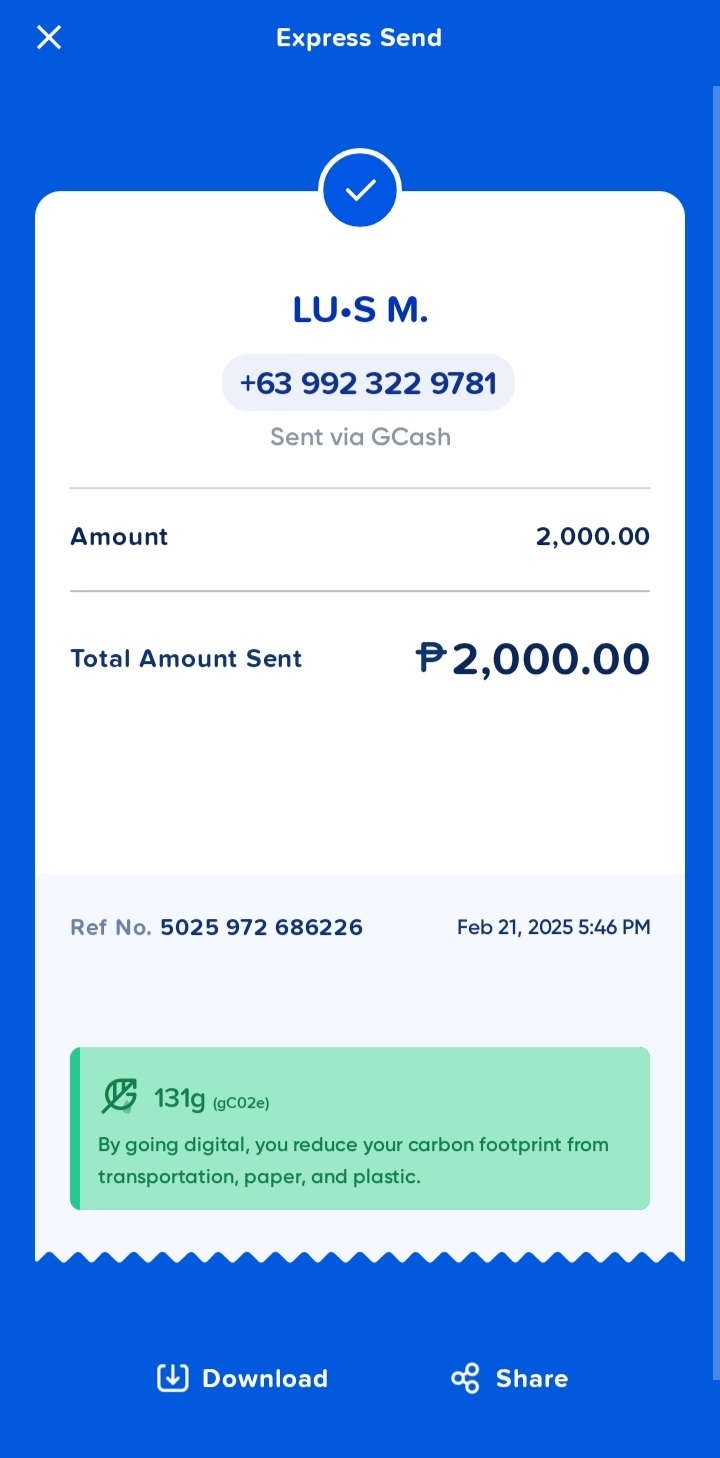 Express Send
LU•S M.
+63 992 322 9781
Sent via GCash
Amount 2,000.00
Total Amount Sent ₱2,000.00
Ref No. 5025 972 686226 Feb 21, 2025 5:46 PM
131g (gC02e)
By going digital, you reduce your carbon footprint from
transportation, paper, and plastic.
Download Share